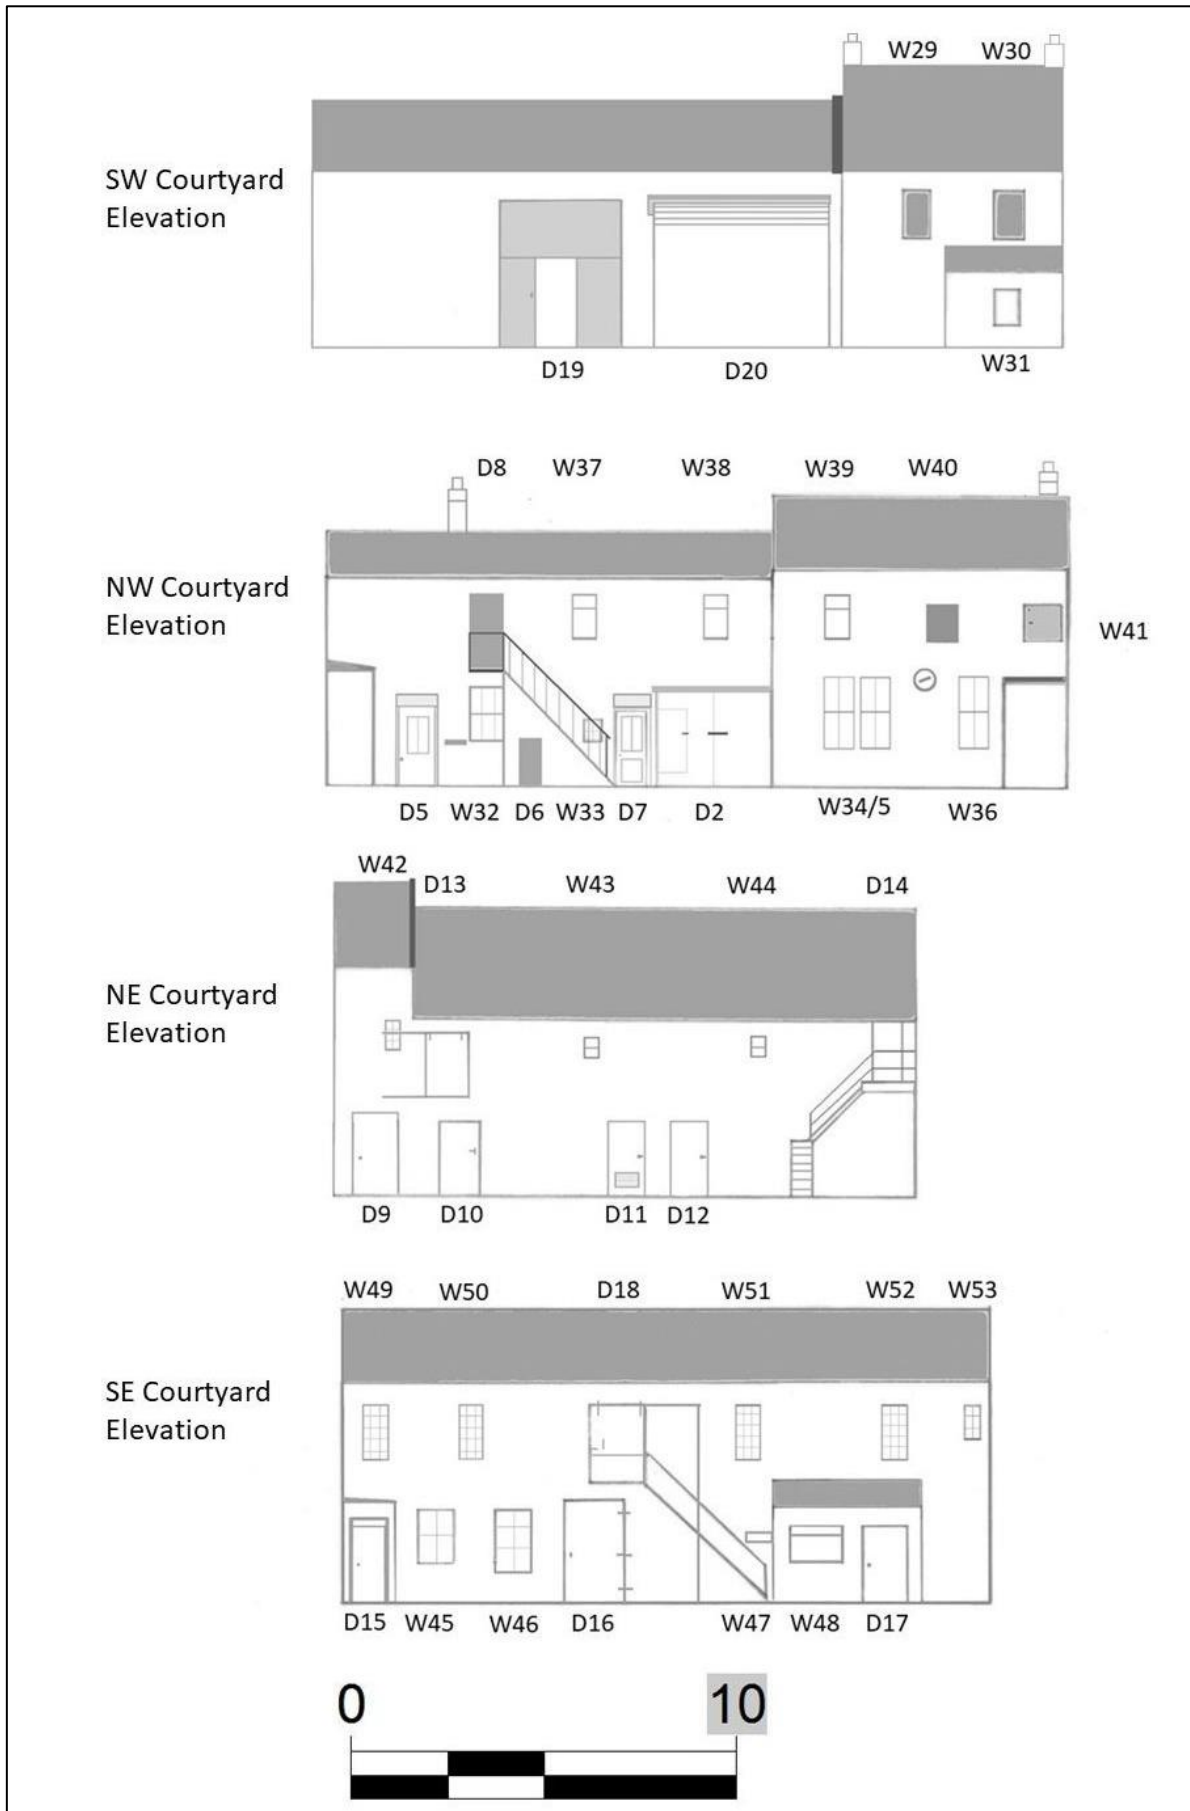 W29 W30
SW Courtyard
Elevation
D19 D20 W31
D8 W37 W38 W39 W40
NW Courtyard
Elevation
W41
D5 W32 D6 W33 D7 D2 W34/5 W36
W42
D13 W43 W44 D14
NE Courtyard
Elevation
D9 D10 D11 D12
W49 W50 D18 W51 W52 W53
SE Courtyard
Elevation
D15 W45 W46 D16 W47 W48 D17
0 10